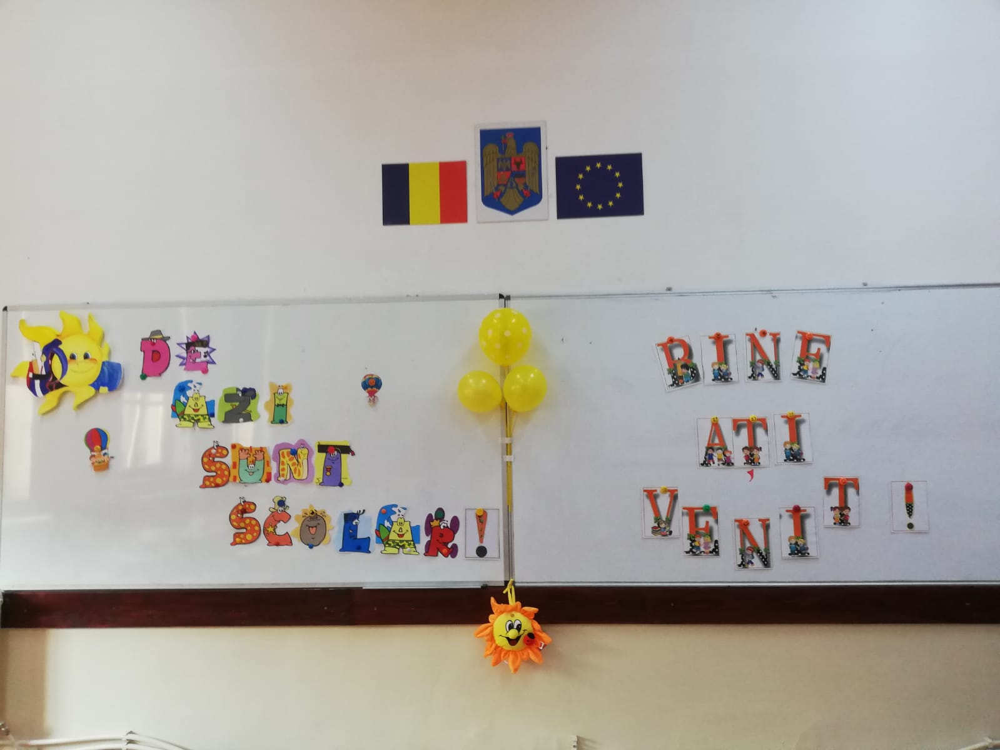 DE
AZI
SUNT
ȘCOLAR!
BINE
AȚI
VENIT!